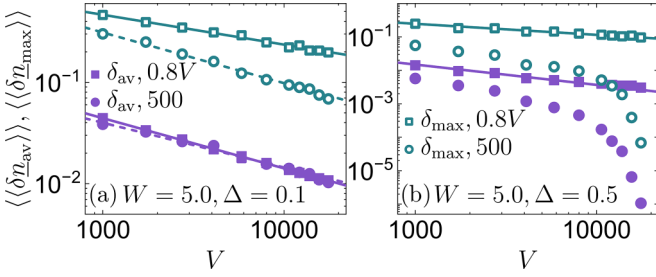 ⟨⟨δn_av⟩⟩, ⟨⟨δn_max⟩⟩
10⁻¹
10⁻²
δ_av, 0.8V
δ_av, 500
(a) W = 5.0, Δ = 0.1
1000
10000
V
10⁻¹
10⁻³
10⁻⁵
δ_max, 0.8V
δ_max, 500
(b) W = 5.0, Δ = 0.5
1000
10000
V